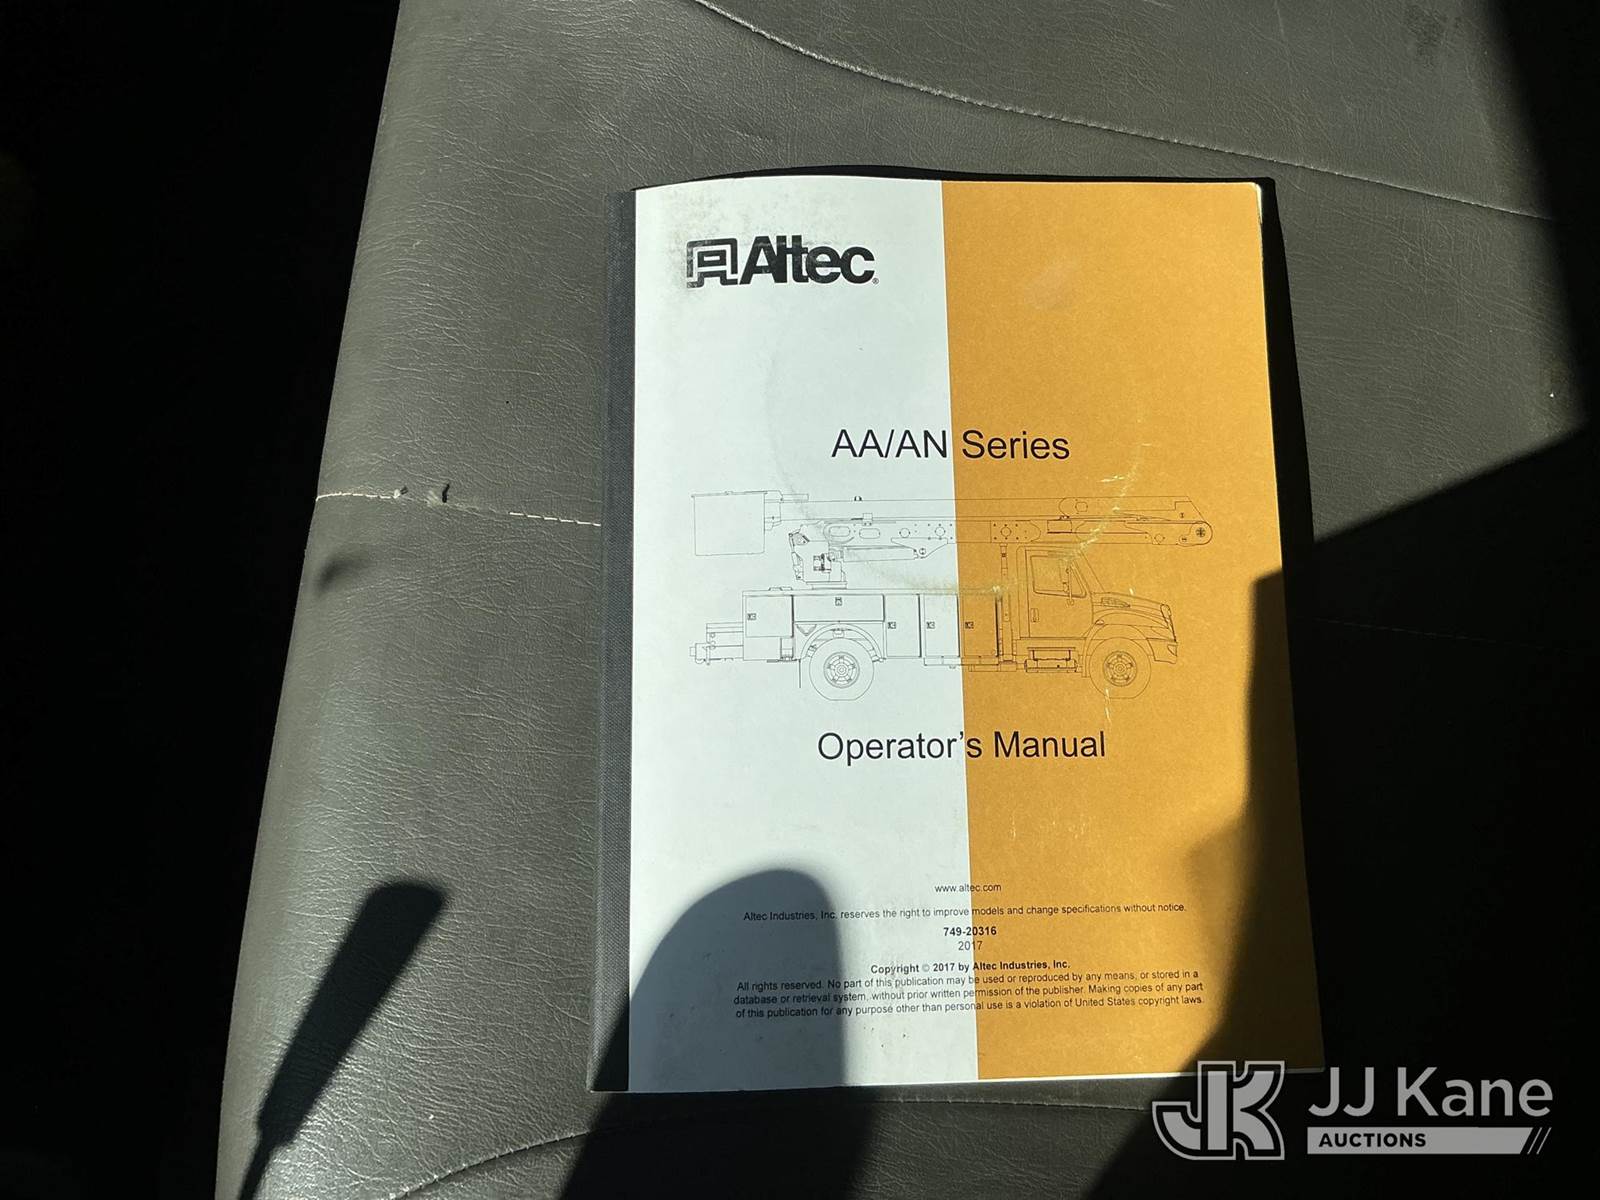 Altec®
AA/AN Series
Operator's Manual
www.altec.com
Altec Industries, Inc. reserves the right to improve models and change specifications without notice.
749-20316
2017
Copyright © 2017 by Altec Industries, Inc.
All rights reserved. No part of this publication may be used or reproduced by any means, or stored in a
database or retrieval system, without prior written permission of the publisher. Making copies of any part
of this publication for any purpose other than personal use is a violation of United States copyright laws.
JK JJ Kane
AUCTIONS